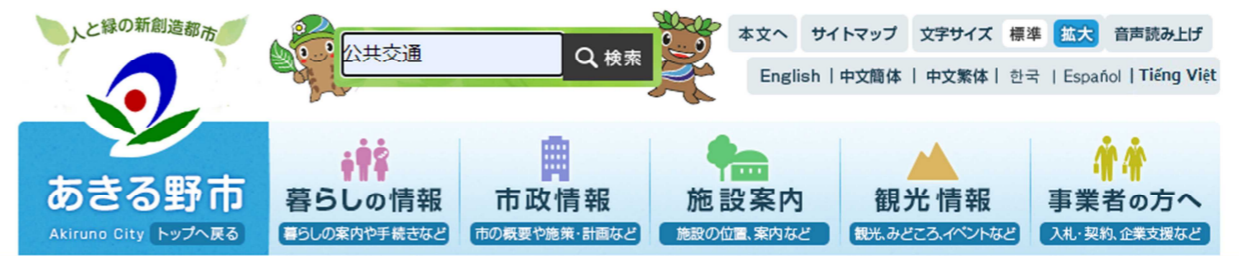 人と緑の新創造都市
公共交通 検索
本文へ サイトマップ 文字サイズ 標準 拡大 音声読み上げ
English | 中文簡体 | 中文繁体 | 한국 | Español | Tiếng Việt
あきる野市
Akiruno City トップへ戻る
暮らしの情報
暮らしの案内や手続きなど
市政情報
市の概要や施策・計画など
施設案内
施設の位置、案内など
観光情報
観光、みどころ、イベントなど
事業者の方へ
入札・契約、企業支援など